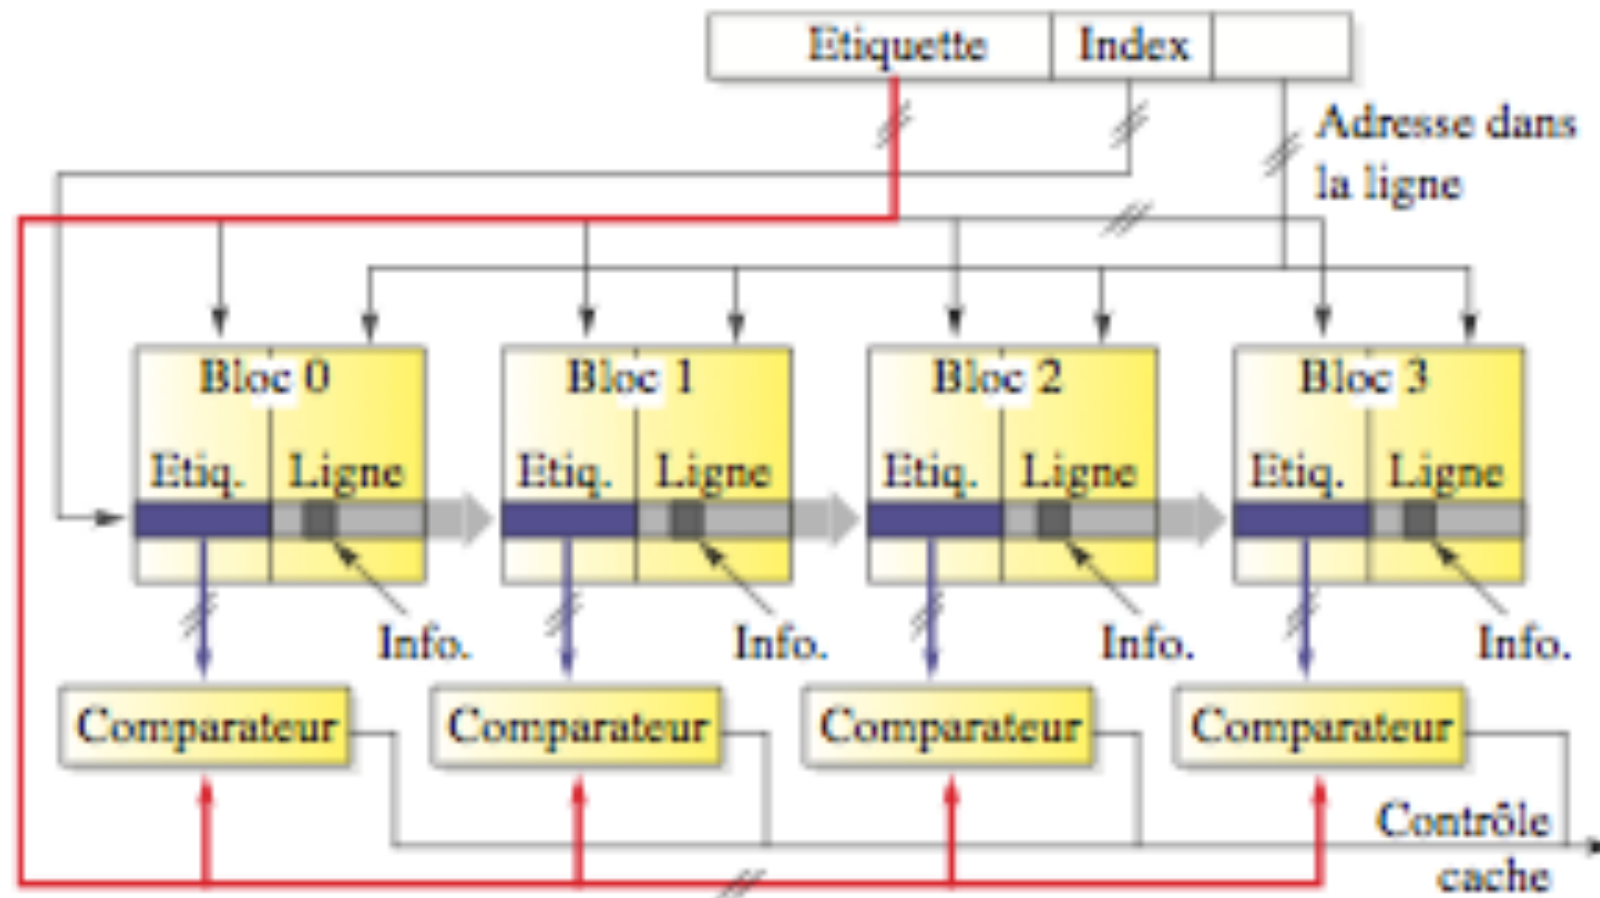 Etiquette Index
Adresse dans
la ligne
Bloc 0 Bloc 1 Bloc 2 Bloc 3
Etiq. Ligne Etiq. Ligne Etiq. Ligne Etiq. Ligne
Info. Info. Info. Info.
Comparateur Comparateur Comparateur Comparateur
Contrôle
cache